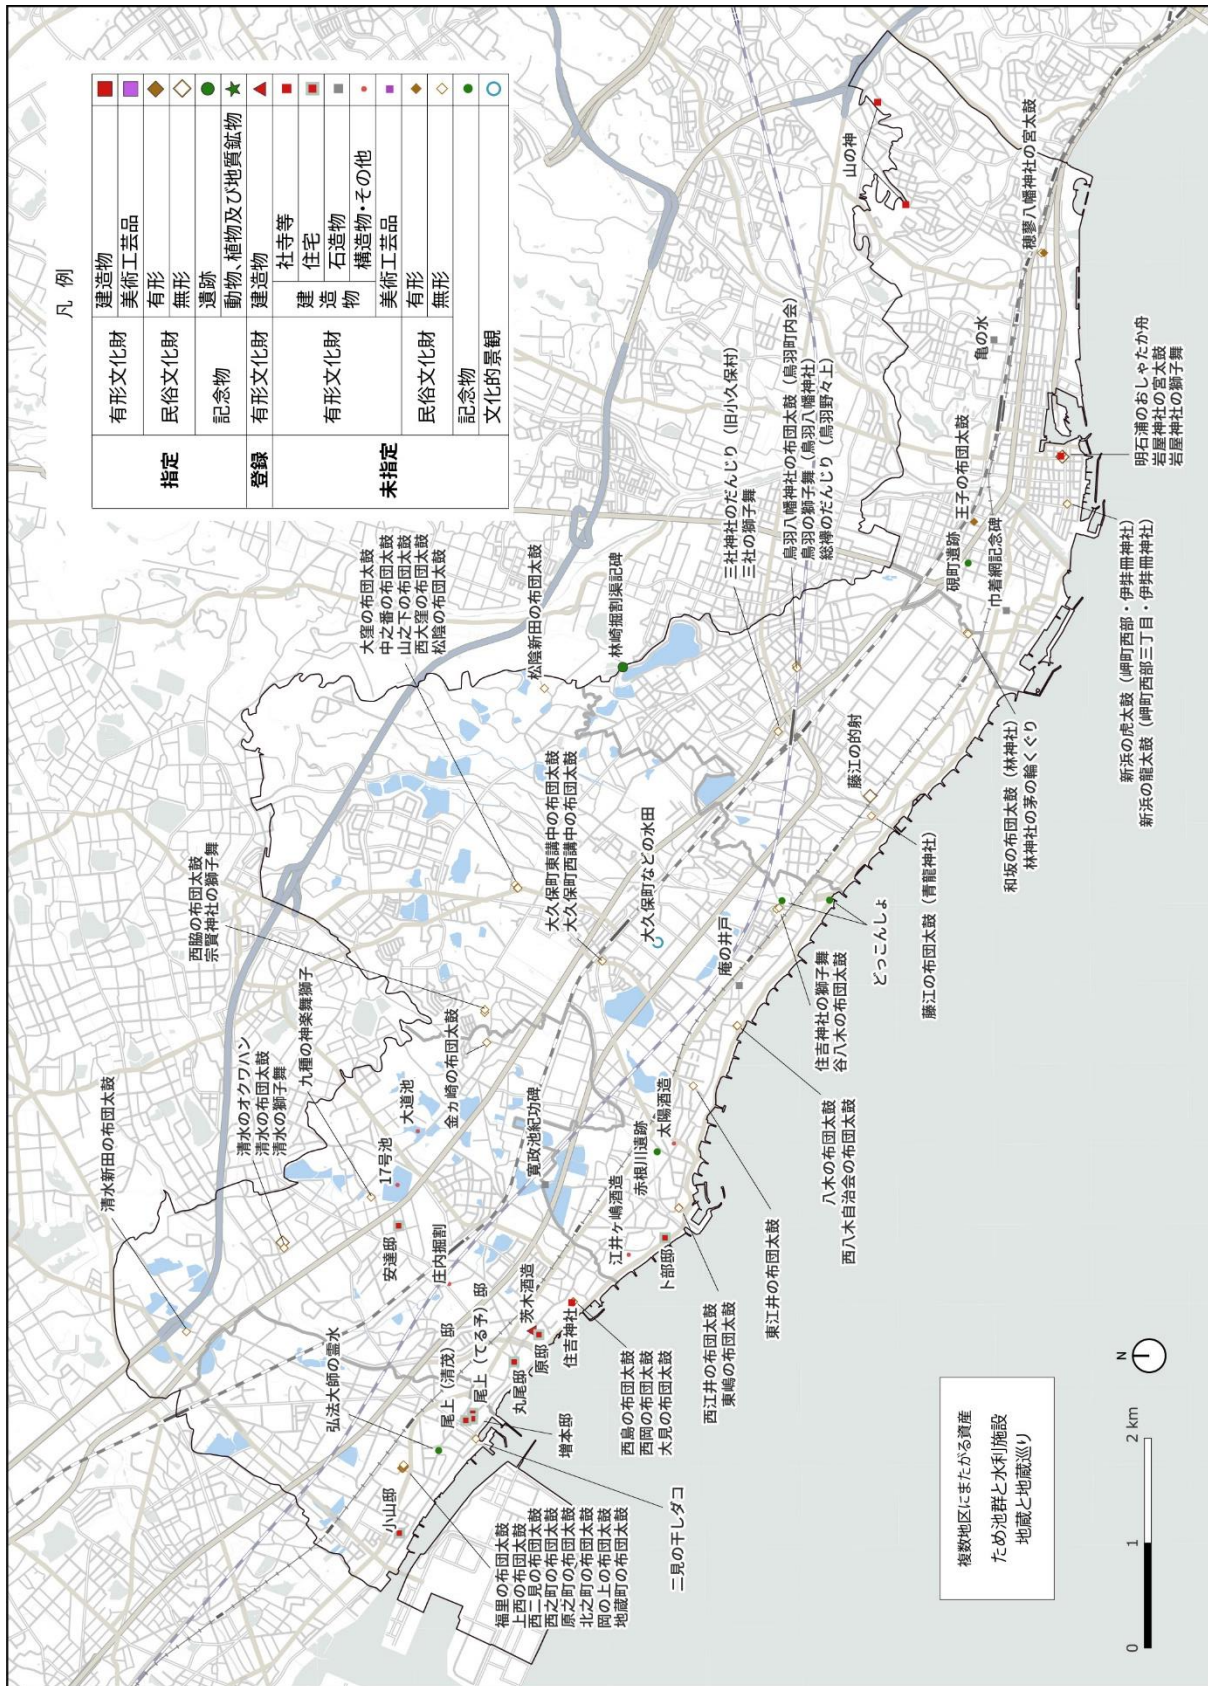 凡 例
指定
有形文化財
建造物
美術工芸品
民俗文化財
有形
無形
記念物
遺跡
動物、植物及び地質鉱物
登録
有形文化財
建造物
未指定
有形文化財
建造物
社寺等
住宅
石造物
構造物・その他
美術工芸品
民俗文化財
有形
無形
記念物
文化的景観
清水新田の布団太鼓
西脇の布団太鼓
宗賢神社の獅子舞
清水のオクワハン
清水の布団太鼓
清水の獅子舞
九種の神楽舞獅子
大窪の布団太鼓
中之番の布団太鼓
山之下の布団太鼓
西大窪の布団太鼓
松陰の布団太鼓
松陰新田の布団太鼓
林崎掘割渠記碑
三社神社のだんじり（旧小久保村）
三社の獅子舞
鳥羽八幡神社の布団太鼓（鳥羽町内会）
鳥羽の獅子舞（鳥羽八幡神社）
総欅のだんじり（鳥羽野々上）
山の神
穂蓼八幡神社の宮太鼓
亀の水
王子の布団太鼓
硯町遺跡
巾着網記念碑
明石浦のおしゃたか舟
岩屋神社の宮太鼓
岩屋神社の獅子舞
新浜の虎太鼓（岬町西部・伊弉冊神社）
新浜の龍太鼓（岬町西部三丁目・伊弉冊神社）
和坂の布団太鼓（林神社）
林神社の茅の輪くぐり
藤江の的射
藤江の布団太鼓（青龍神社）
どっこんしょ
住吉神社の獅子舞
谷八木の布団太鼓
庵の井戸
大久保町などの水田
大久保町東講中の布団太鼓
大久保町西講中の布団太鼓
金ヵ崎の布団太鼓
大道池
17号池
安達邸
寛政池紀功碑
庄内掘割
赤根川遺跡
太陽酒造
江井ヶ嶋酒造
卜部邸
八木の布団太鼓
西八木自治会の布団太鼓
東江井の布団太鼓
西江井の布団太鼓
東嶋の布団太鼓
住吉神社
西島の布団太鼓
西岡の布団太鼓
大見の布団太鼓
茨木酒造
原邸
丸尾邸
尾上（てる予）邸
尾上（清茂）邸
増本邸
弘法大師の霊水
小山邸
二見の干しダコ
福里の布団太鼓
上西の布団太鼓
西二見の布団太鼓
西之町の布団太鼓
原之町の布団太鼓
北之町の布団太鼓
岡の上の布団太鼓
地蔵町の布団太鼓
複数地区にまたがる資産
ため池群と水利施設
地蔵と地蔵巡り
N
0 1 2 km